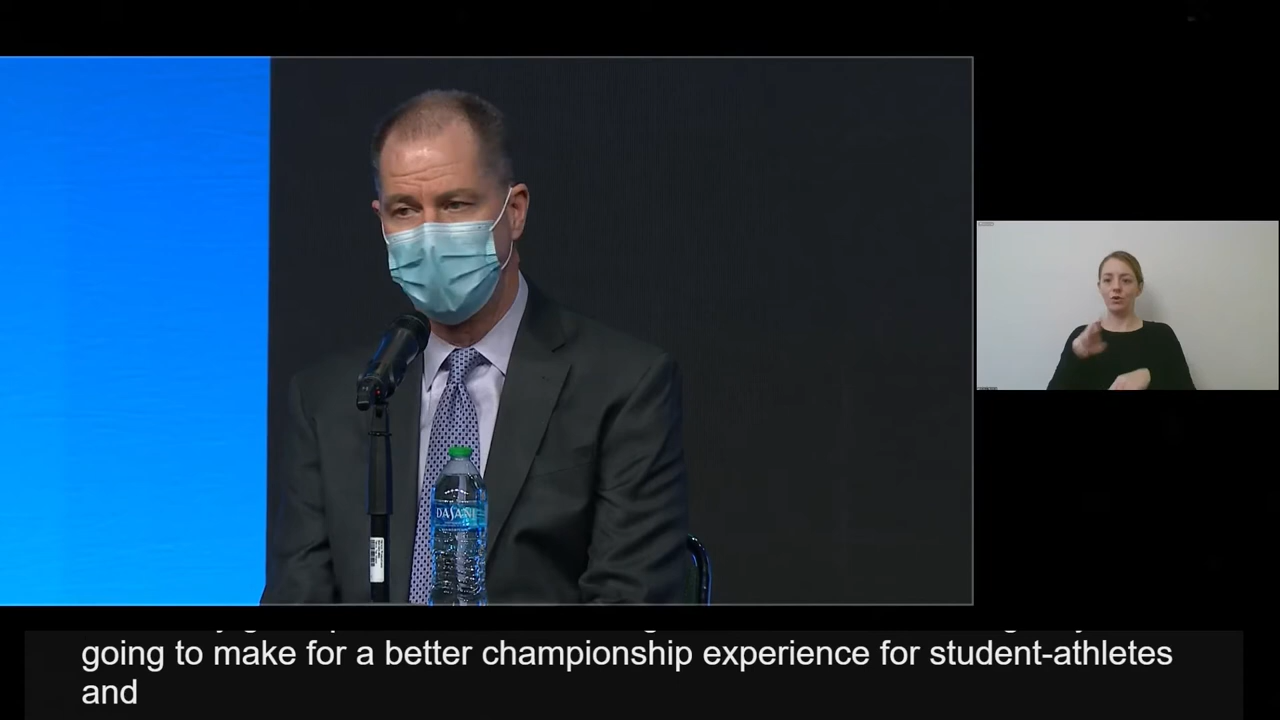 DASANI
going to make for a better championship experience for student-athletes
and